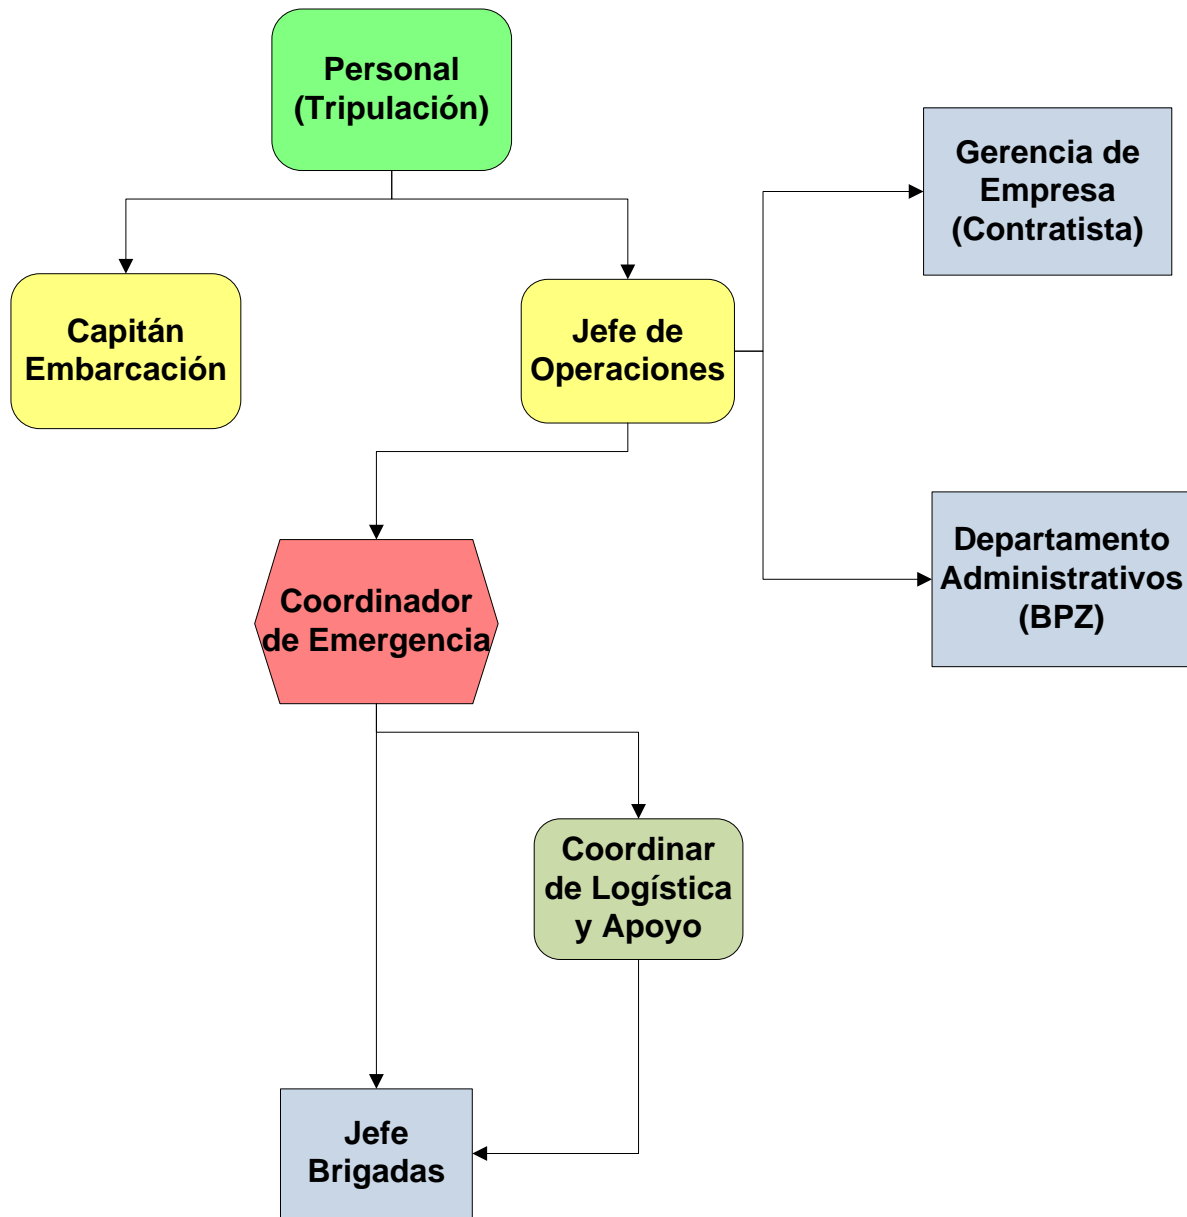 Personal
(Tripulación)
Gerencia de
Empresa
(Contratista)
Capitán
Embarcación
Jefe de
Operaciones
Departamento
Administrativos
(BPZ)
Coordinador
de Emergencia
Coordinar
de Logística
y Apoyo
Jefe
Brigadas